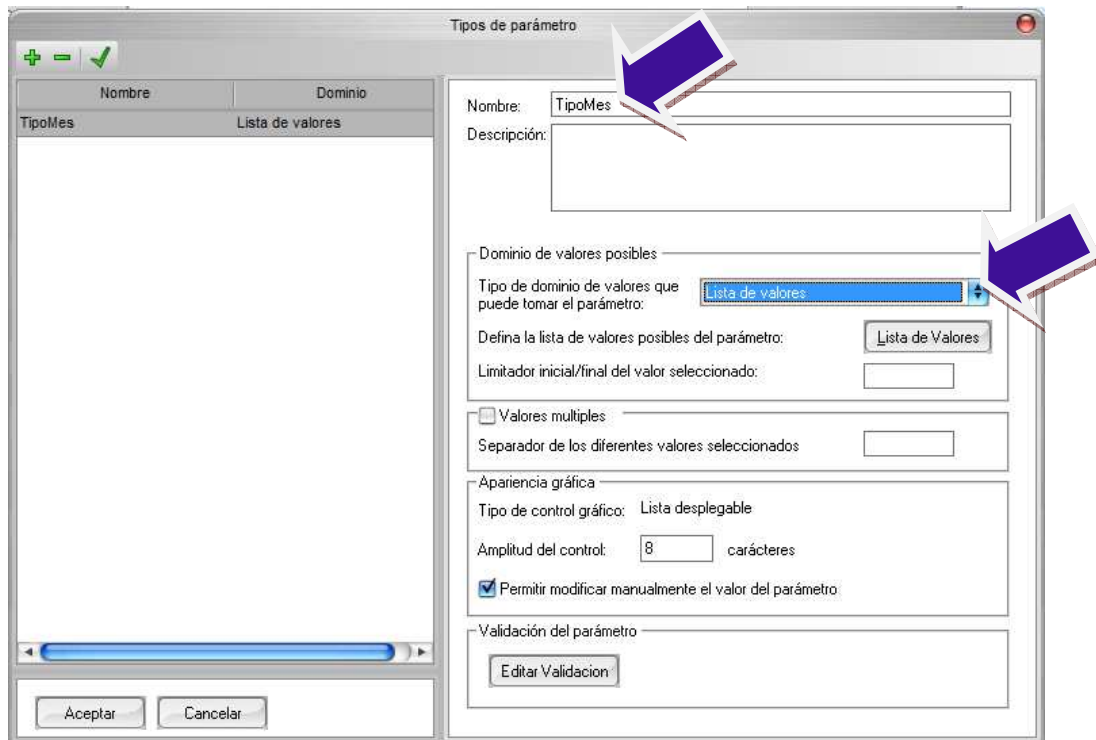 Tipos de parámetro
Nombre Dominio
TipoMes Lista de valores
Nombre: TipoMes
Descripción:
Dominio de valores posibles
Tipo de dominio de valores que
puede tomar el parámetro:
Lista de valores
Defina la lista de valores posibles del parámetro: Lista de Valores
Limitador inicial/final del valor seleccionado:
Valores multiples
Separador de los diferentes valores seleccionados
Apariencia gráfica
Tipo de control gráfico: Lista desplegable
Amplitud del control: 8 carácteres
Permitir modificar manualmente el valor del parámetro
Validación del parámetro
Editar Validacion
Aceptar Cancelar